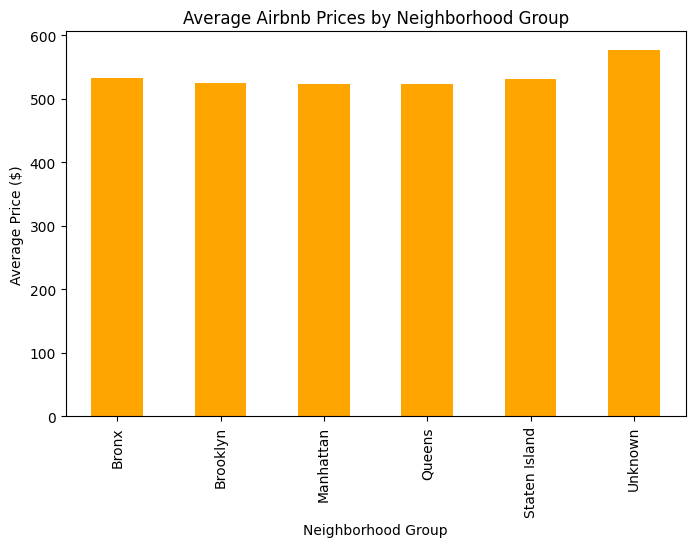 Average Airbnb Prices by Neighborhood Group
Average Price ($)
600
500
400
300
200
100
0
Bronx
Brooklyn
Manhattan
Queens
Staten Island
Unknown
Neighborhood Group